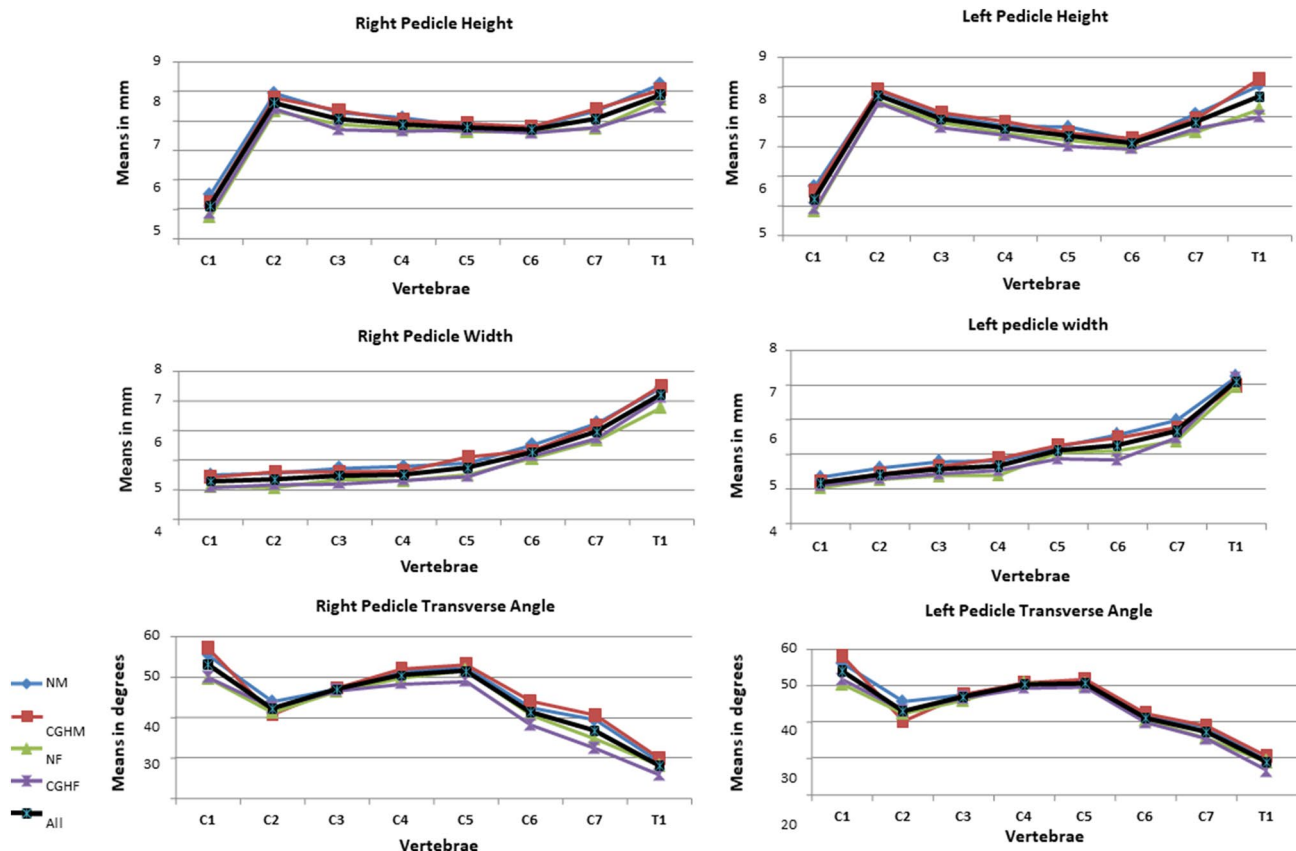 Right Pedicle Height
Means in mm
9
8
7
6
5
C1 C2 C3 C4 C5 C6 C7 T1
Vertebrae
Left Pedicle Height
Means in mm
9
8
7
6
5
C1 C2 C3 C4 C5 C6 C7 T1
Vertebrae
Right Pedicle Width
Means in mm
8
7
6
5
4
C1 C2 C3 C4 C5 C6 C7 T1
Vertebrae
Left pedicle width
Means in mm
8
7
6
5
4
C1 C2 C3 C4 C5 C6 C7 T1
Vertebrae
Right Pedicle Transverse Angle
Means in degrees
60
50
40
30
C1 C2 C3 C4 C5 C6 C7 T1
Vertebrae
Left Pedicle Transverse Angle
Means in degrees
60
50
40
30
20
C1 C2 C3 C4 C5 C6 C7 T1
Vertebrae
NM
CGHM
NF
CGHF
All